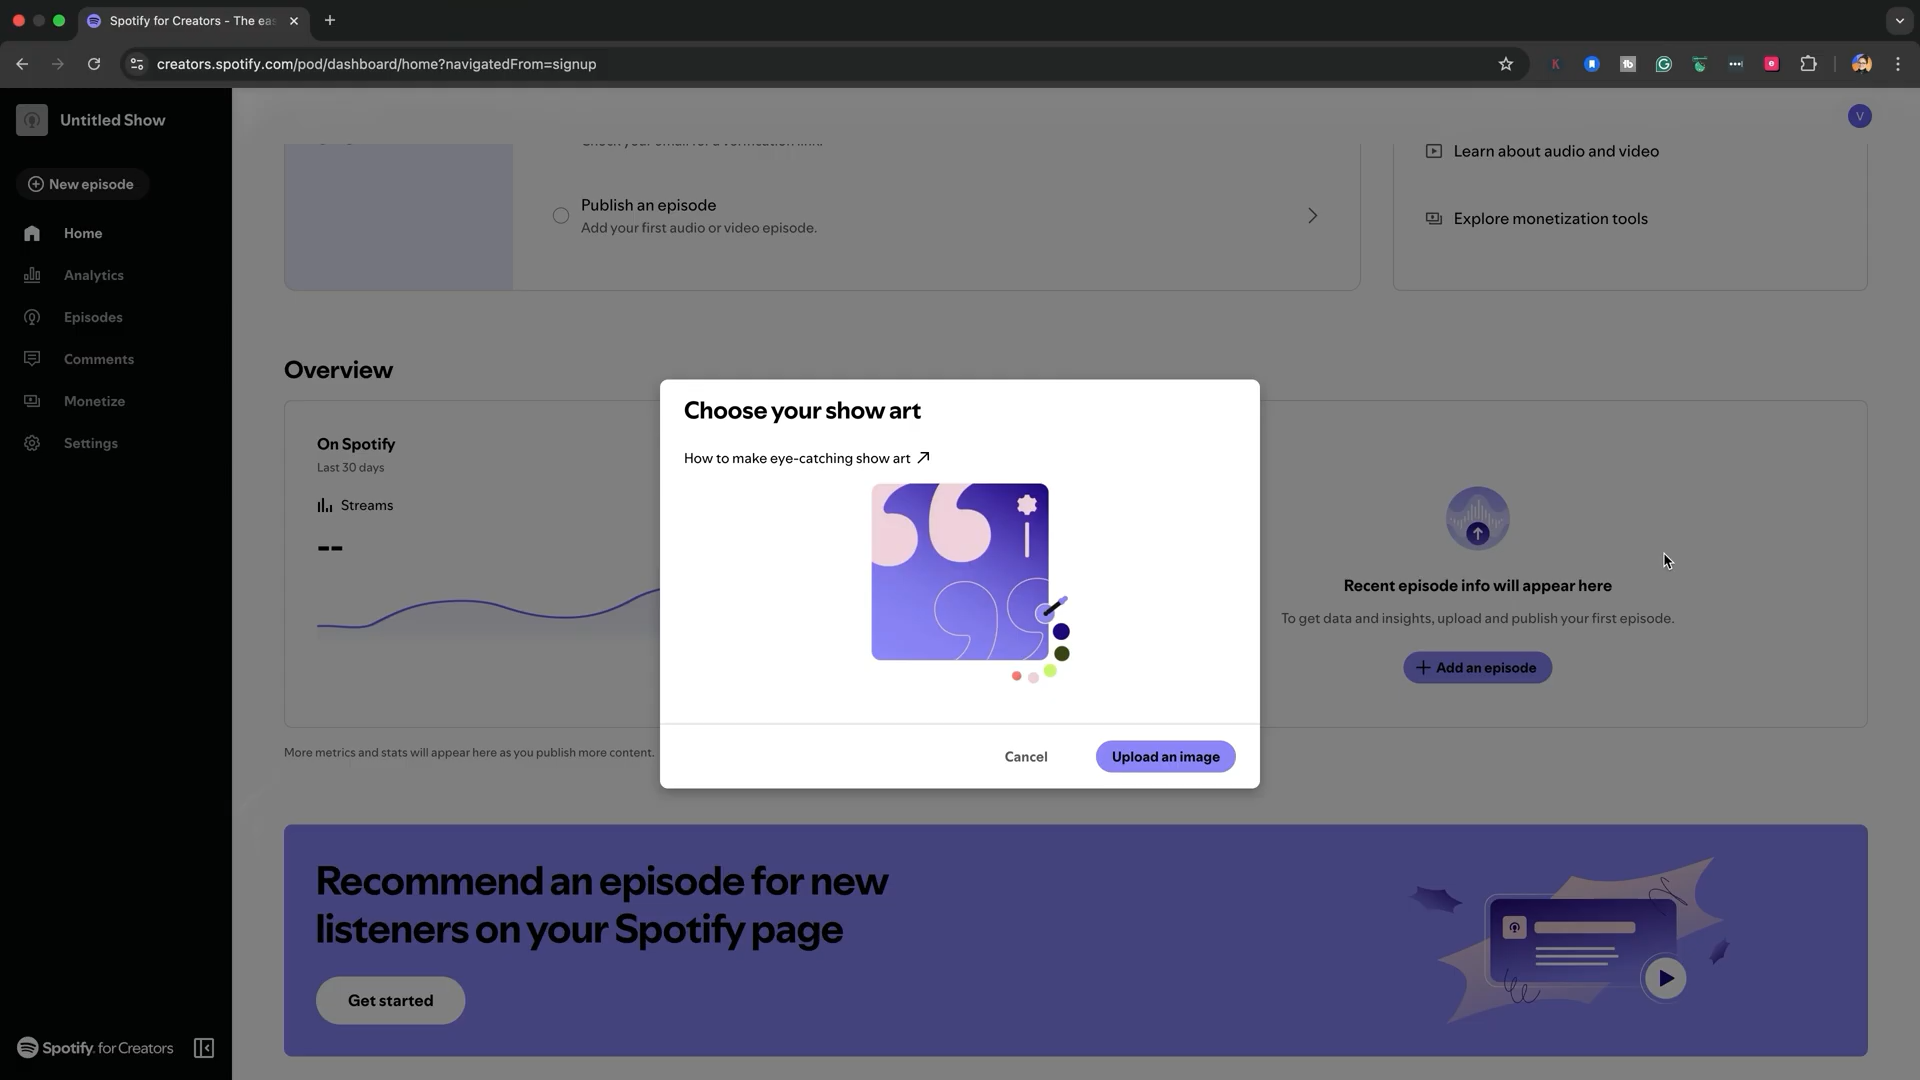 Spotify for Creators - The eas
creators.spotify.com/pod/dashboard/home?navigatedFrom=signup
Untitled Show
V
New episode
Home
Analytics
Episodes
Comments
Monetize
Settings
Spotify for Creators
Publish an episode
Add your first audio or video episode.
Learn about audio and video
Explore monetization tools
Overview
On Spotify
Last 30 days
Streams
--
More metrics and stats will appear here as you publish more content.
Choose your show art
How to make eye-catching show art
Cancel
Upload an image
Recent episode info will appear here
To get data and insights, upload and publish your first episode.
Add an episode
Recommend an episode for new
listeners on your Spotify page
Get started